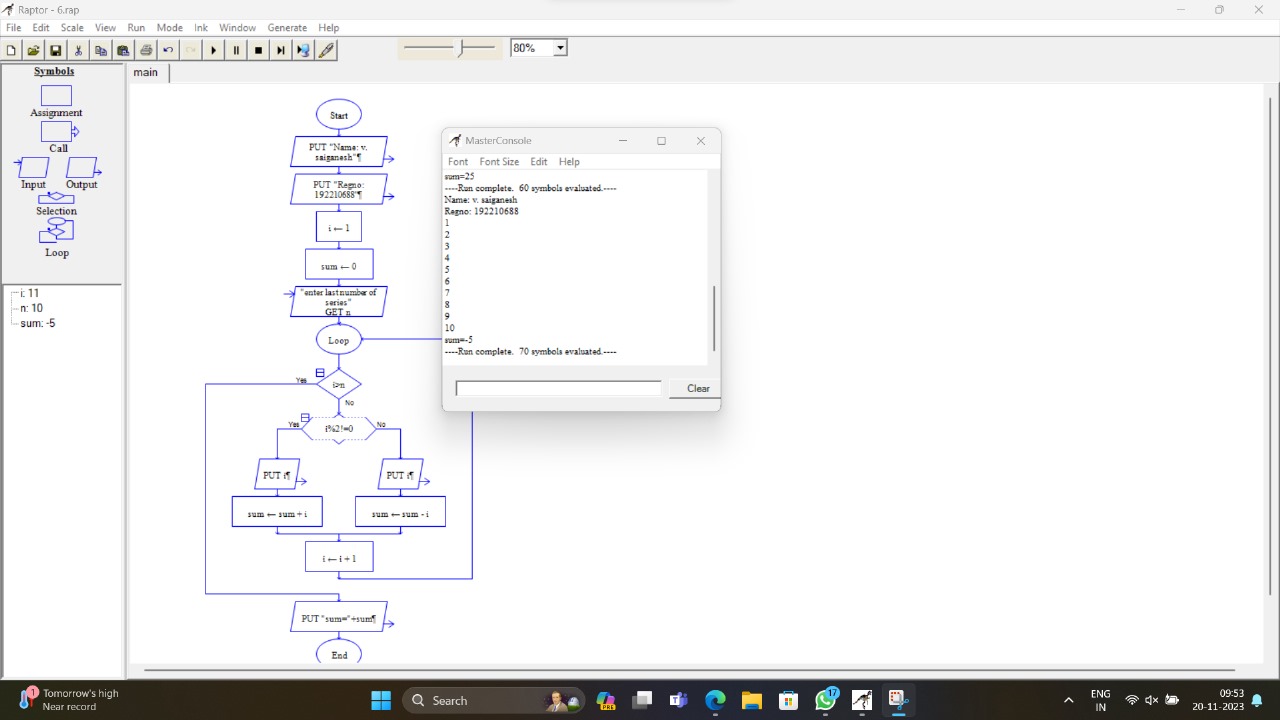 Raptor - 6.rap
File Edit Scale View Run Mode Ink Window Generate Help
80%
Symbols
Assignment
Call
Input Output
Selection
Loop
i: 11
n: 10
sum: -5
main
Start
PUT "Name: v.
saiganesh"¶
PUT "Regno:
192210688"¶
i ← 1
sum ← 0
"enter last number of
series"
GET n
Loop
Yes
i>n
No
Yes
i%2!=0
No
PUT i¶
PUT i¶
sum ← sum + i
sum ← sum - i
i ← i + 1
PUT "sum="+sum¶
End
MasterConsole
Font Font Size Edit Help
sum=25
----Run complete. 60 symbols evaluated.----
Name: v. saiganesh
Regno: 192210688
1
2
3
4
5
6
7
8
9
10
sum=-5
----Run complete. 70 symbols evaluated.----
Clear
1
Tomorrow's high
Near record
Search
PRE
17
ENG
IN
09:53
20-11-2023